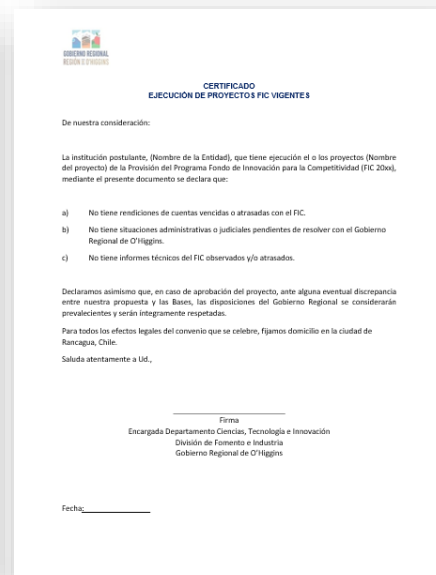 GOBIERNO REGIONAL
REGIÓN O'HIGGINS
CERTIFICADO
EJECUCIÓN DE PROYECTOS FIC VIGENTES
De nuestra consideración:
La institución postulante, (Nombre de la Entidad), que tiene ejecución el o los proyectos (Nombre
del proyecto) de la Provisión del Programa Fondo de Innovación para la Competitividad (FIC 20xx),
mediante el presente documento se declara que:
a) No tiene rendiciones de cuentas vencidas o atrasadas con el FIC.
b) No tiene situaciones administrativas o judiciales pendientes de resolver con el Gobierno
Regional de O'Higgins.
c) No tiene informes técnicos del FIC observados y/o atrasados.
Declaramos asimismo que, en caso de aprobación del proyecto, ante alguna eventual discrepancia
entre nuestra propuesta y las Bases, las disposiciones del Gobierno Regional se considerarán
prevalecientes y serán íntegramente respetadas.
Para todos los efectos legales del convenio que se celebre, fijamos domicilio en la ciudad de
Rancagua, Chile.
Saluda atentamente a Ud.,
Firma
Encargada Departamento Ciencias, Tecnología e Innovación
División de Fomento e Industria
Gobierno Regional de O'Higgins
Fecha: